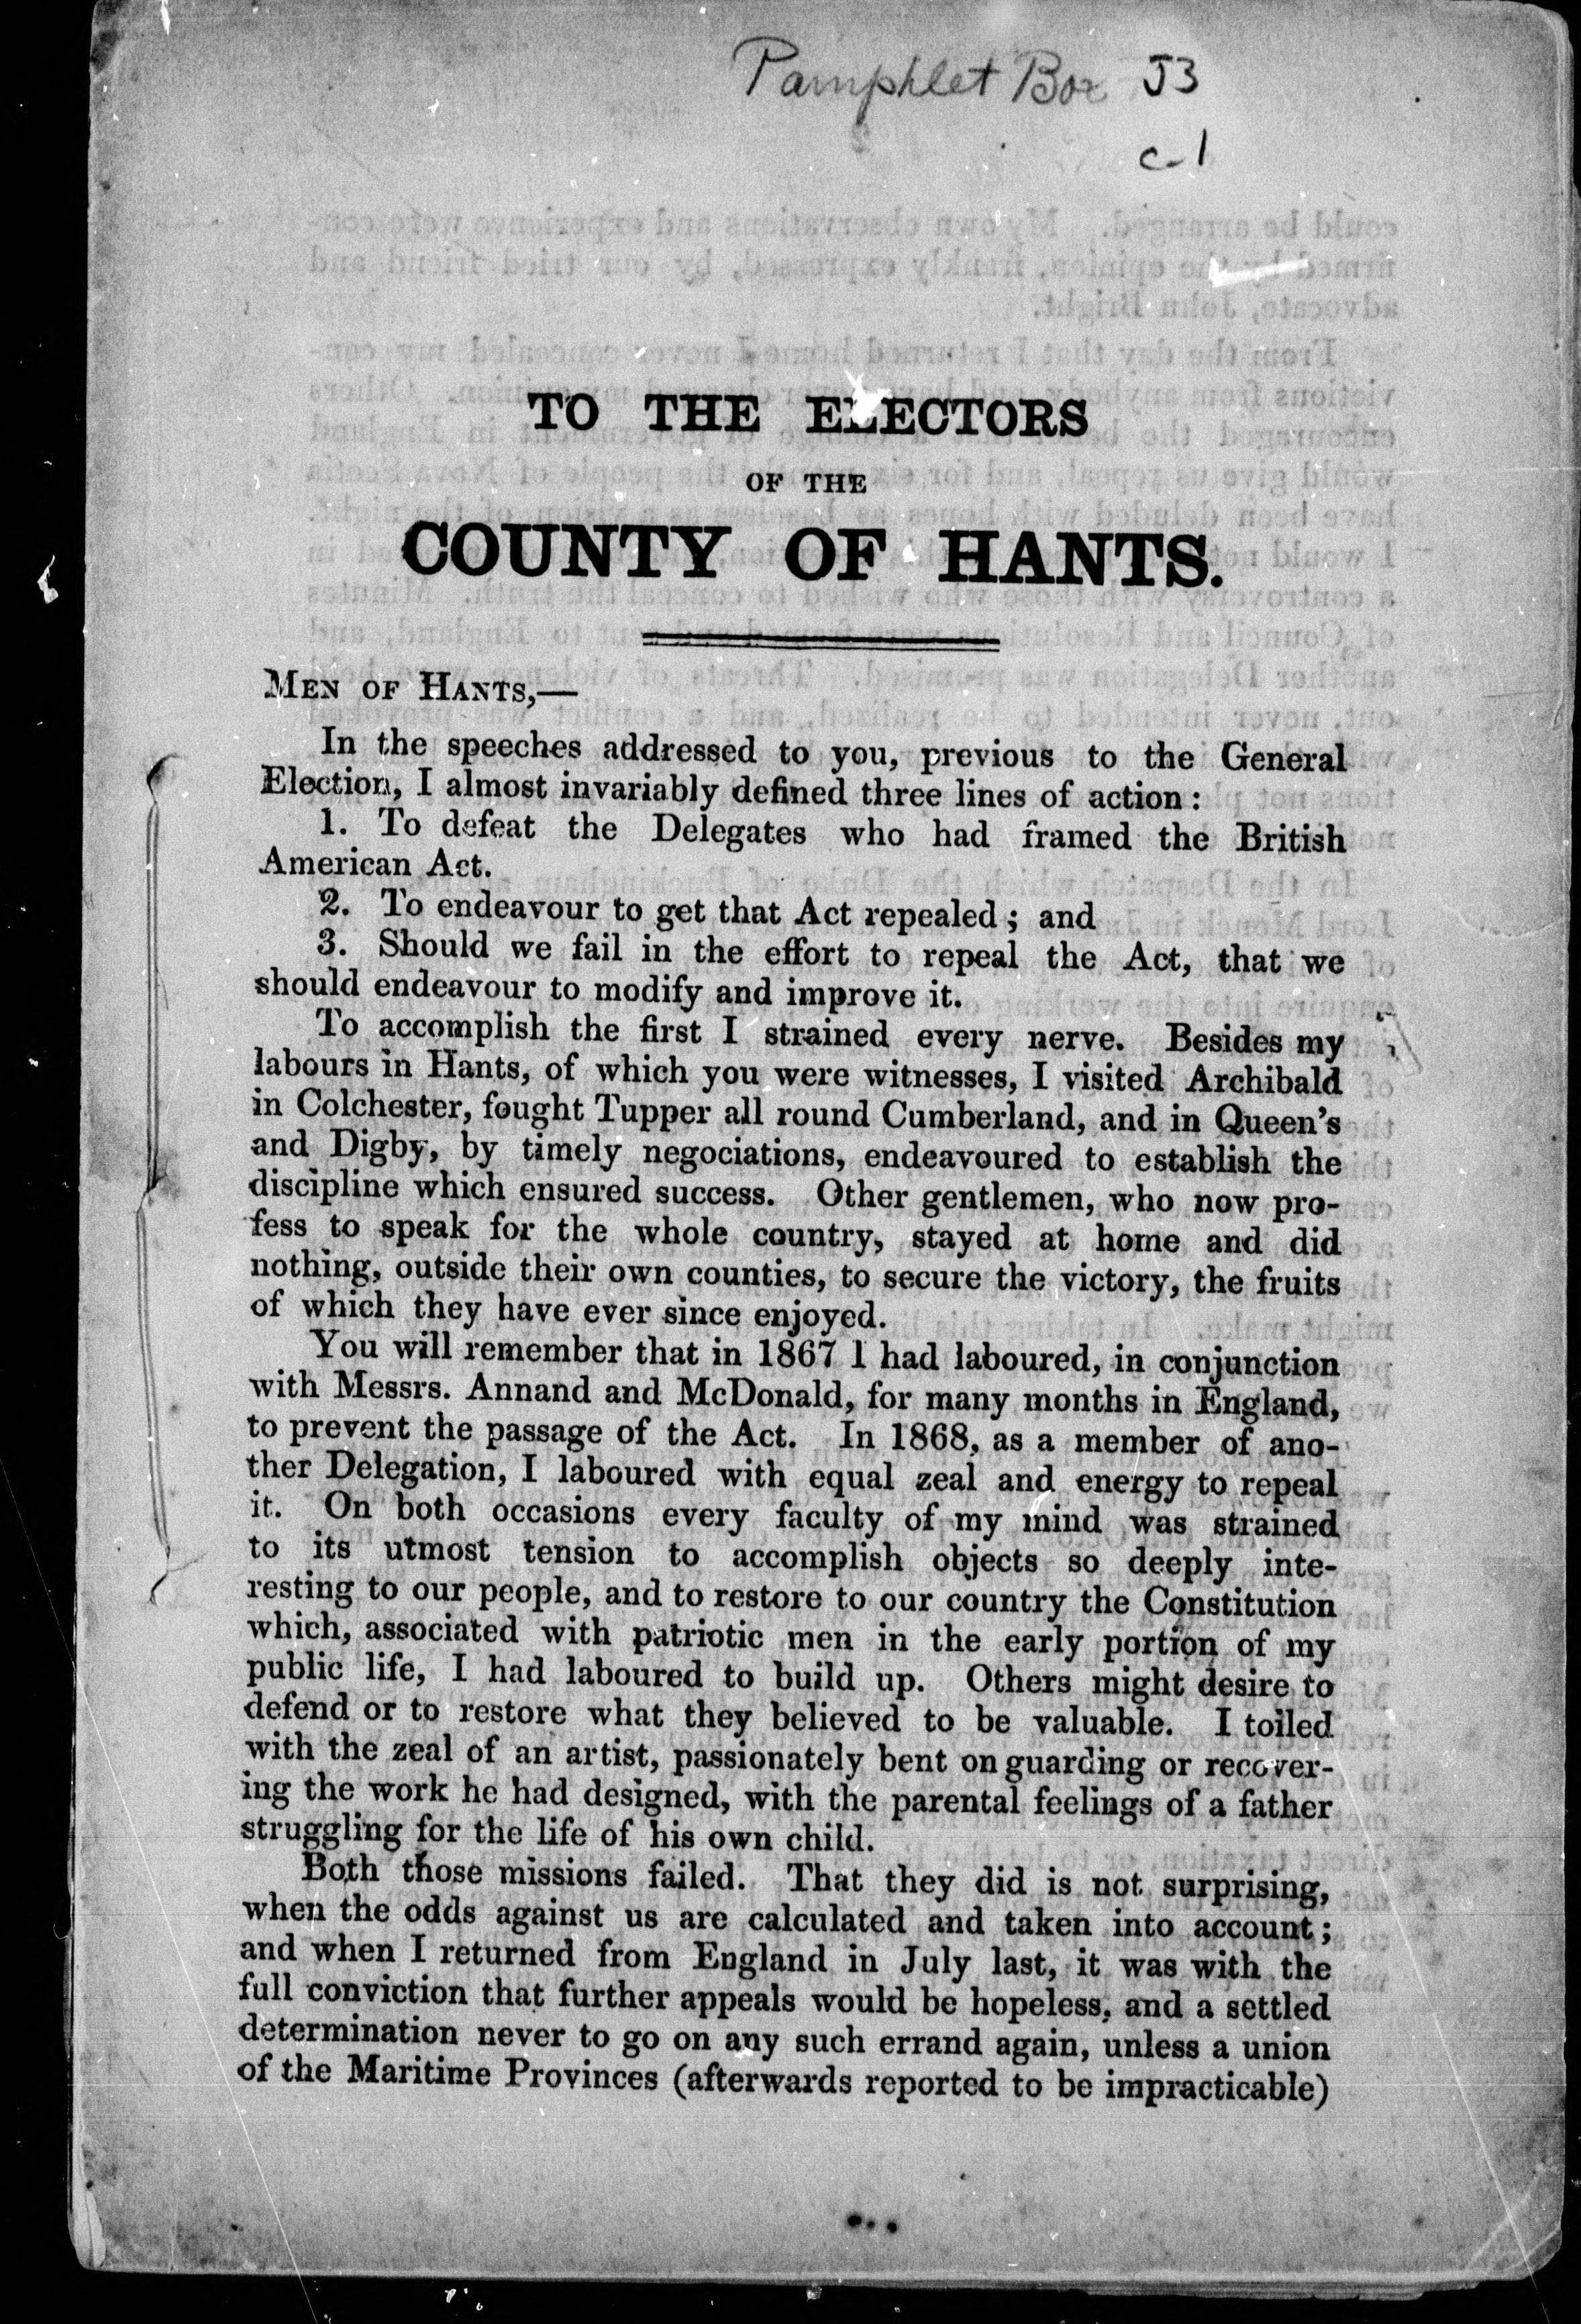 Pamphlet Box J3
c-1
TO THE ELECTORS
OF THE
COUNTY OF HANTS.
MEN OF HANTS,—
In the speeches addressed to you, previous to the General
Election, I almost invariably defined three lines of action:
1. To defeat the Delegates who had framed the British
American Act.
2. To endeavour to get that Act repealed; and
3. Should we fail in the effort to repeal the Act, that we
should endeavour to modify and improve it.
To accomplish the first I strained every nerve. Besides my
labours in Hants, of which you were witnesses, I visited Archibald
in Colchester, fought Tupper all round Cumberland, and in Queen's
and Digby, by timely negociations, endeavoured to establish the
discipline which ensured success. Other gentlemen, who now pro-
fess to speak for the whole country, stayed at home and did
nothing, outside their own counties, to secure the victory, the fruits
of which they have ever since enjoyed.
You will remember that in 1867 I had laboured, in conjunction
with Messrs. Annand and McDonald, for many months in England,
to prevent the passage of the Act. In 1868, as a member of ano-
ther Delegation, I laboured with equal zeal and energy to repeal
it. On both occasions every faculty of my mind was strained
to its utmost tension to accomplish objects so deeply inte-
resting to our people, and to restore to our country the Constitution
which, associated with patriotic men in the early portion of my
public life, I had laboured to build up. Others might desire to
defend or to restore what they believed to be valuable. I toiled
with the zeal of an artist, passionately bent on guarding or recover-
ing the work he had designed, with the parental feelings of a father
struggling for the life of his own child.
Both those missions failed. That they did is not surprising,
when the odds against us are calculated and taken into account;
and when I returned from England in July last, it was with the
full conviction that further appeals would be hopeless, and a settled
determination never to go on any such errand again, unless a union
of the Maritime Provinces (afterwards reported to be impracticable)